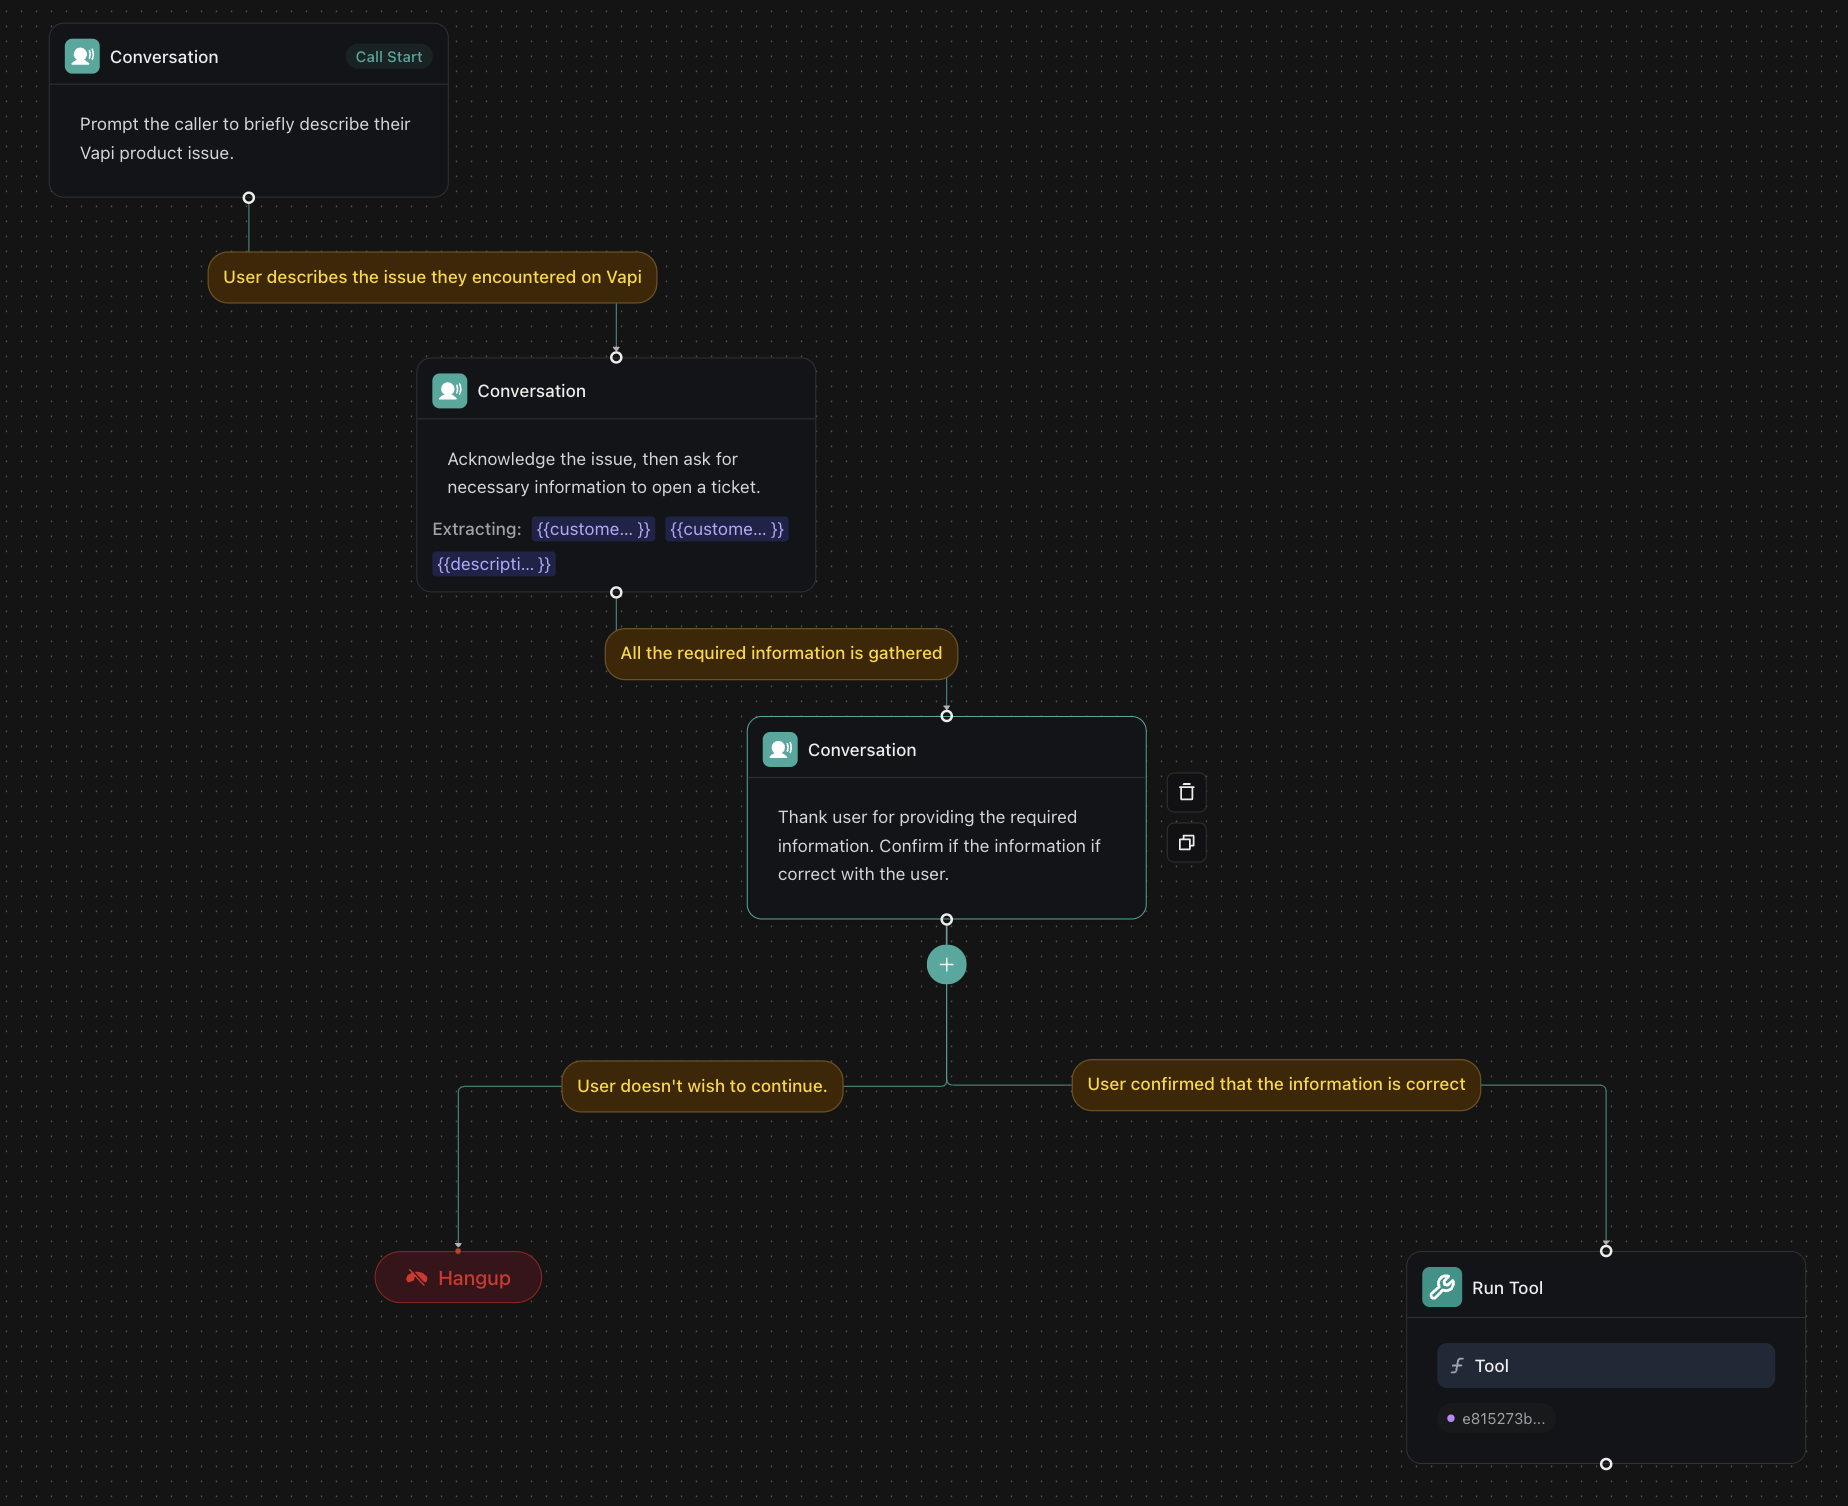 Conversation
Call Start
Prompt the caller to briefly describe their
Vapi product issue.
User describes the issue they encountered on Vapi
Conversation
Acknowledge the issue, then ask for
necessary information to open a ticket.
Extracting: {{custome... }} {{custome... }}
{{descripti... }}
All the required information is gathered
Conversation
Thank user for providing the required
information. Confirm if the information if
correct with the user.
User doesn't wish to continue.
User confirmed that the information is correct
Hangup
Run Tool
Tool
e815273b...